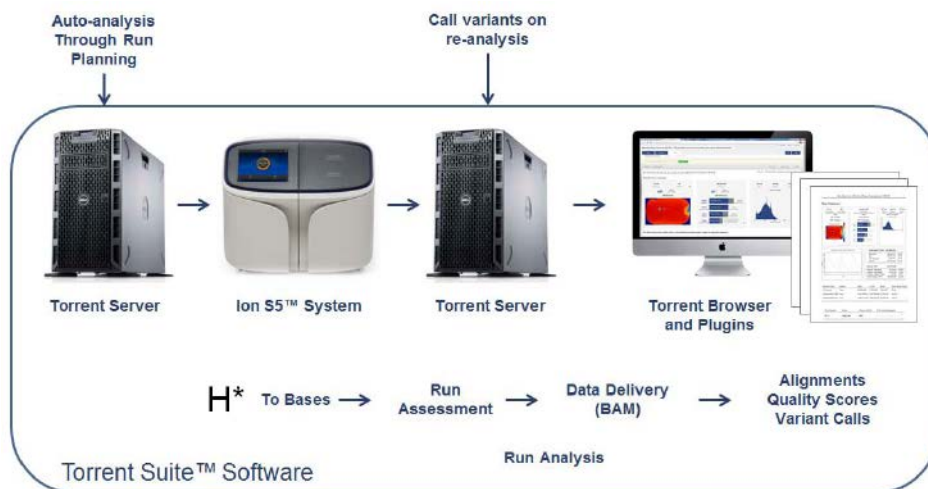 Auto-analysis
Through Run
Planning
Call variants on
re-analysis
Torrent Server
Ion S5™ System
Torrent Server
Torrent Browser
and Plugins
H* To Bases
Run
Assessment
Data Delivery
(BAM)
Alignments
Quality Scores
Variant Calls
Run Analysis
Torrent Suite™ Software